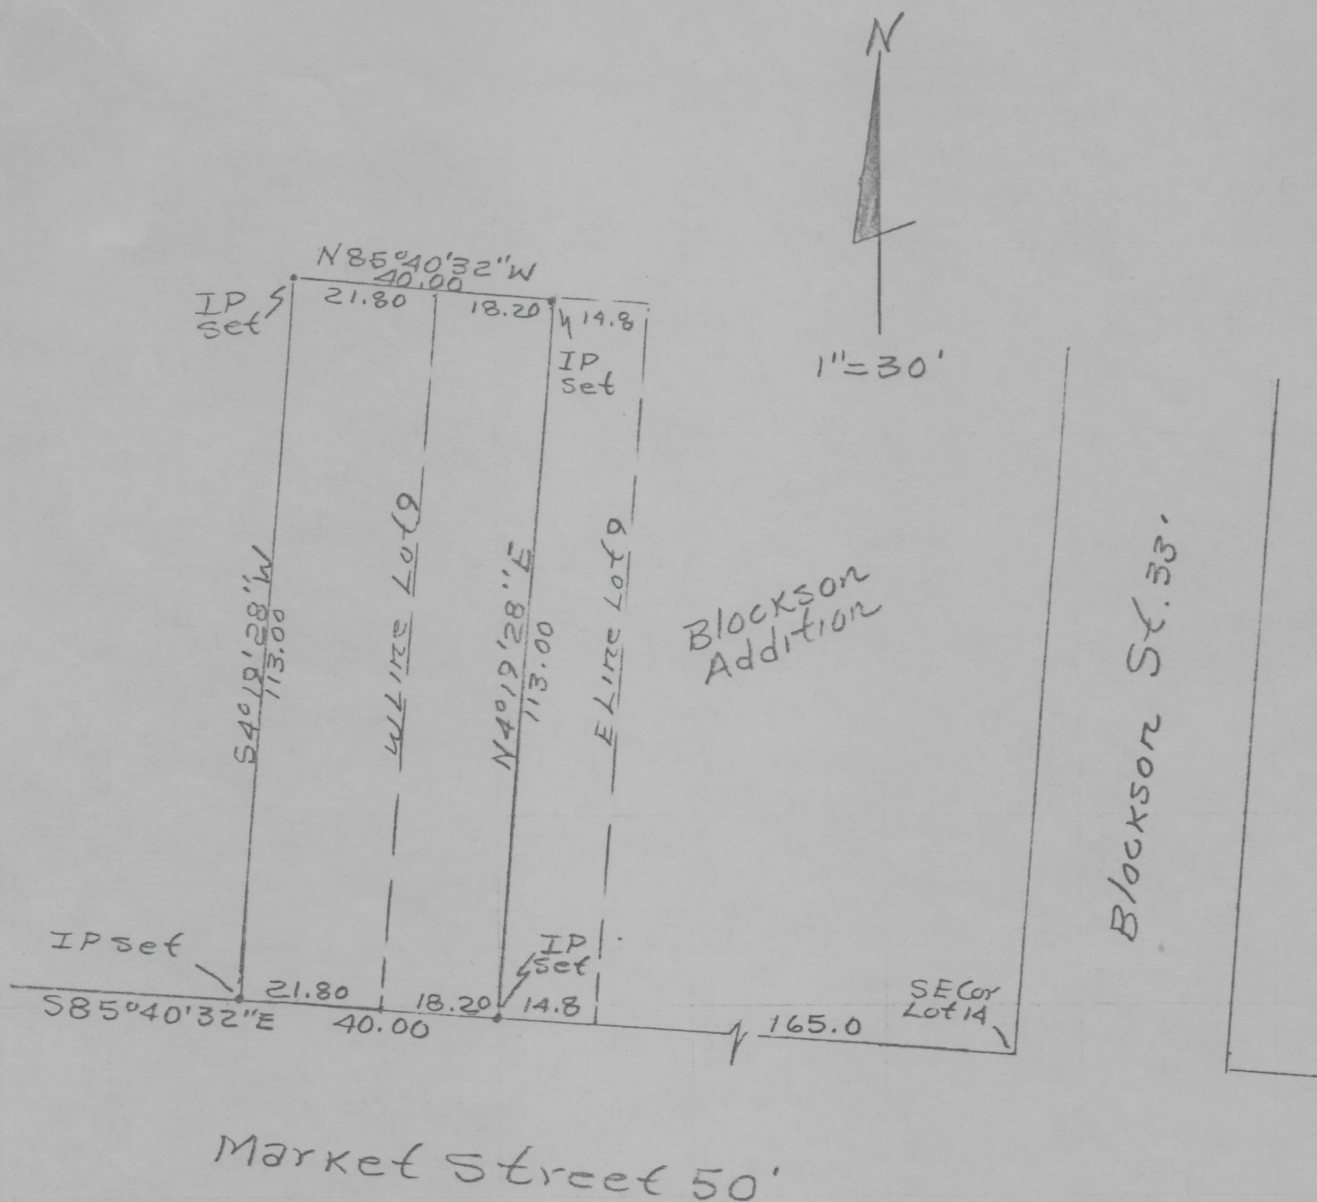 N
N85°40'32"W
40.00
21.80
18.20
14.8
IP
set
IP
set
1"=30'
S4°19'28"W
113.00
W Line Lot 9
N4°19'28"E
113.00
E Line Lot 9
Blockson
Addition
Blockson St. 33'
IP set
IP
set
21.80
18.20
14.8
S85°40'32"E
40.00
165.0
SE Cor
Lot 14
Market Street 50'